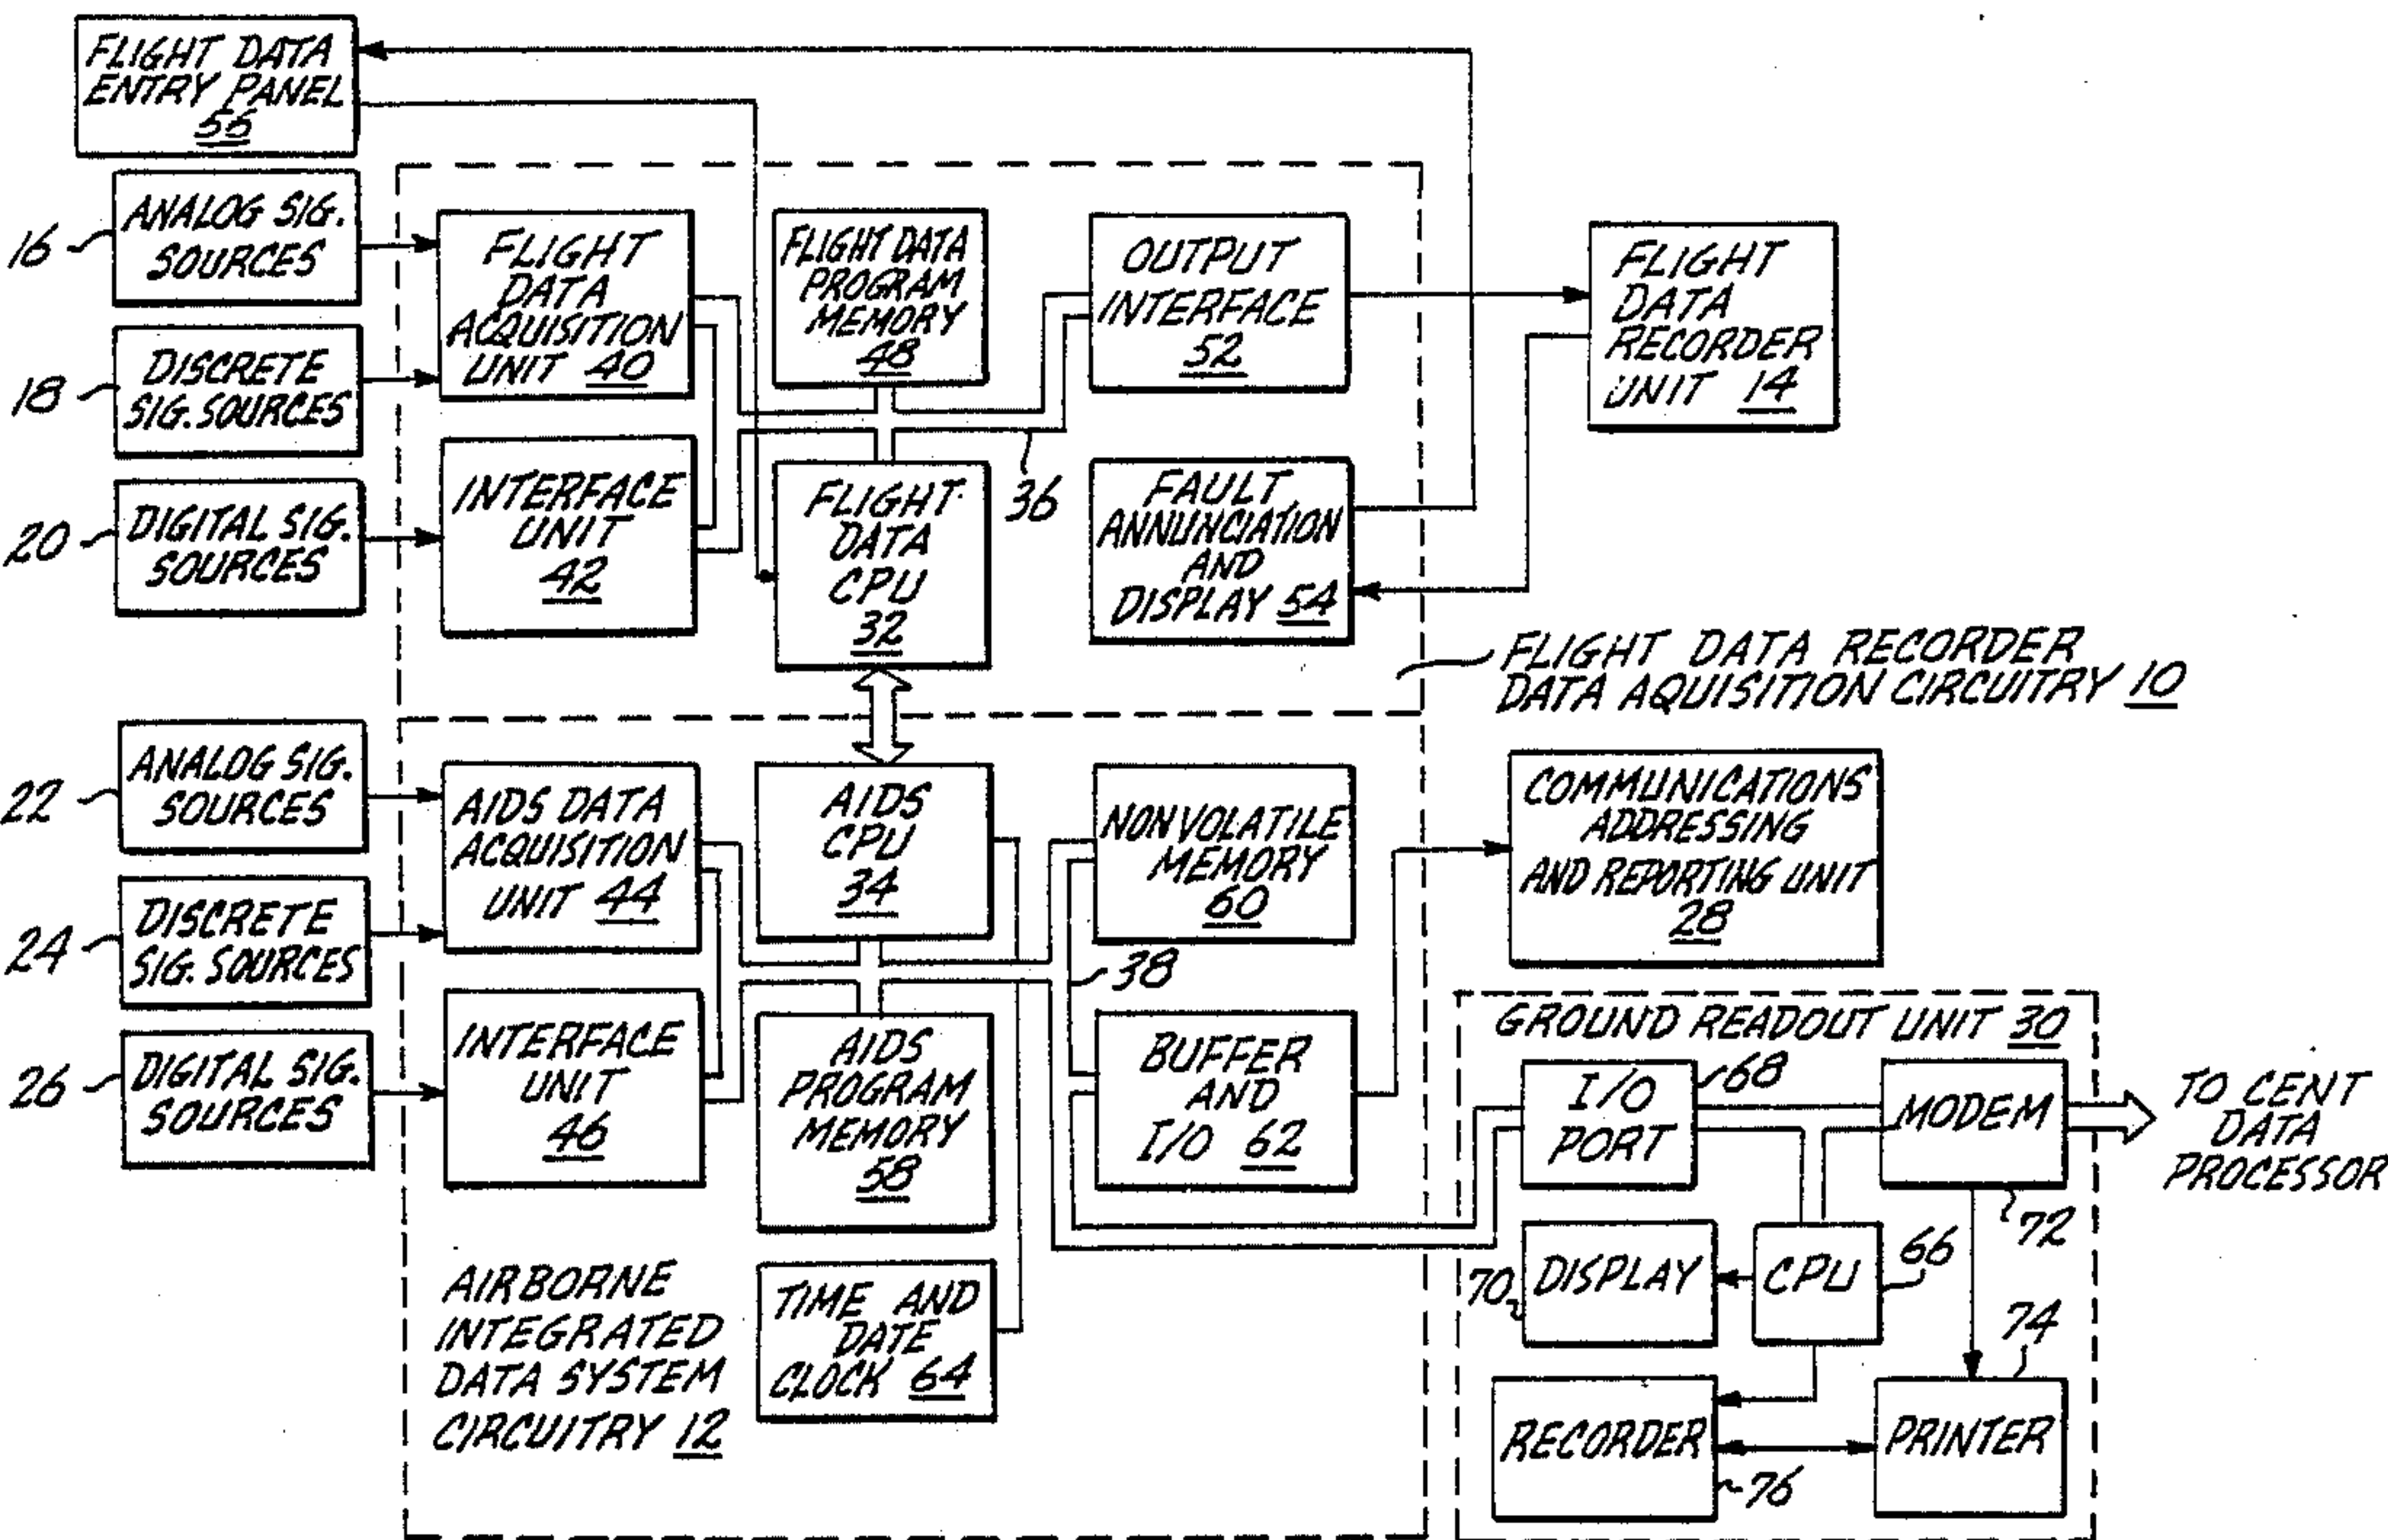 FLIGHT DATA
ENTRY PANEL
56
16
ANALOG SIG.
SOURCES
18
DISCRETE
SIG. SOURCES
20
DIGITAL SIG.
SOURCES
FLIGHT
DATA
ACQUISITION
UNIT 40
INTERFACE
UNIT
42
FLIGHT DATA
PROGRAM
MEMORY
48
FLIGHT
DATA
CPU
32
OUTPUT
INTERFACE
52
36
FAULT
ANNUNCIATION
AND
DISPLAY 54
FLIGHT
DATA
RECORDER
UNIT 14
FLIGHT DATA RECORDER
DATA AQUISITION CIRCUITRY 10
22
ANALOG SIG.
SOURCES
24
DISCRETE
SIG. SOURCES
26
DIGITAL SIG.
SOURCES
AIDS DATA
ACQUISITION
UNIT 44
INTERFACE
UNIT
46
AIDS
CPU
34
AIDS
PROGRAM
MEMORY
58
TIME AND
DATE
CLOCK 64
NONVOLATILE
MEMORY
60
38
BUFFER
AND
I/O 62
AIRBORNE
INTEGRATED
DATA SYSTEM
CIRCUITRY 12
COMMUNICATIONS
ADDRESSING
AND REPORTING UNIT
28
GROUND READOUT UNIT 30
I/O
PORT
68
MODEM
72
TO CENT
DATA
PROCESSOR
70
DISPLAY
CPU
66
74
RECORDER
76
PRINTER